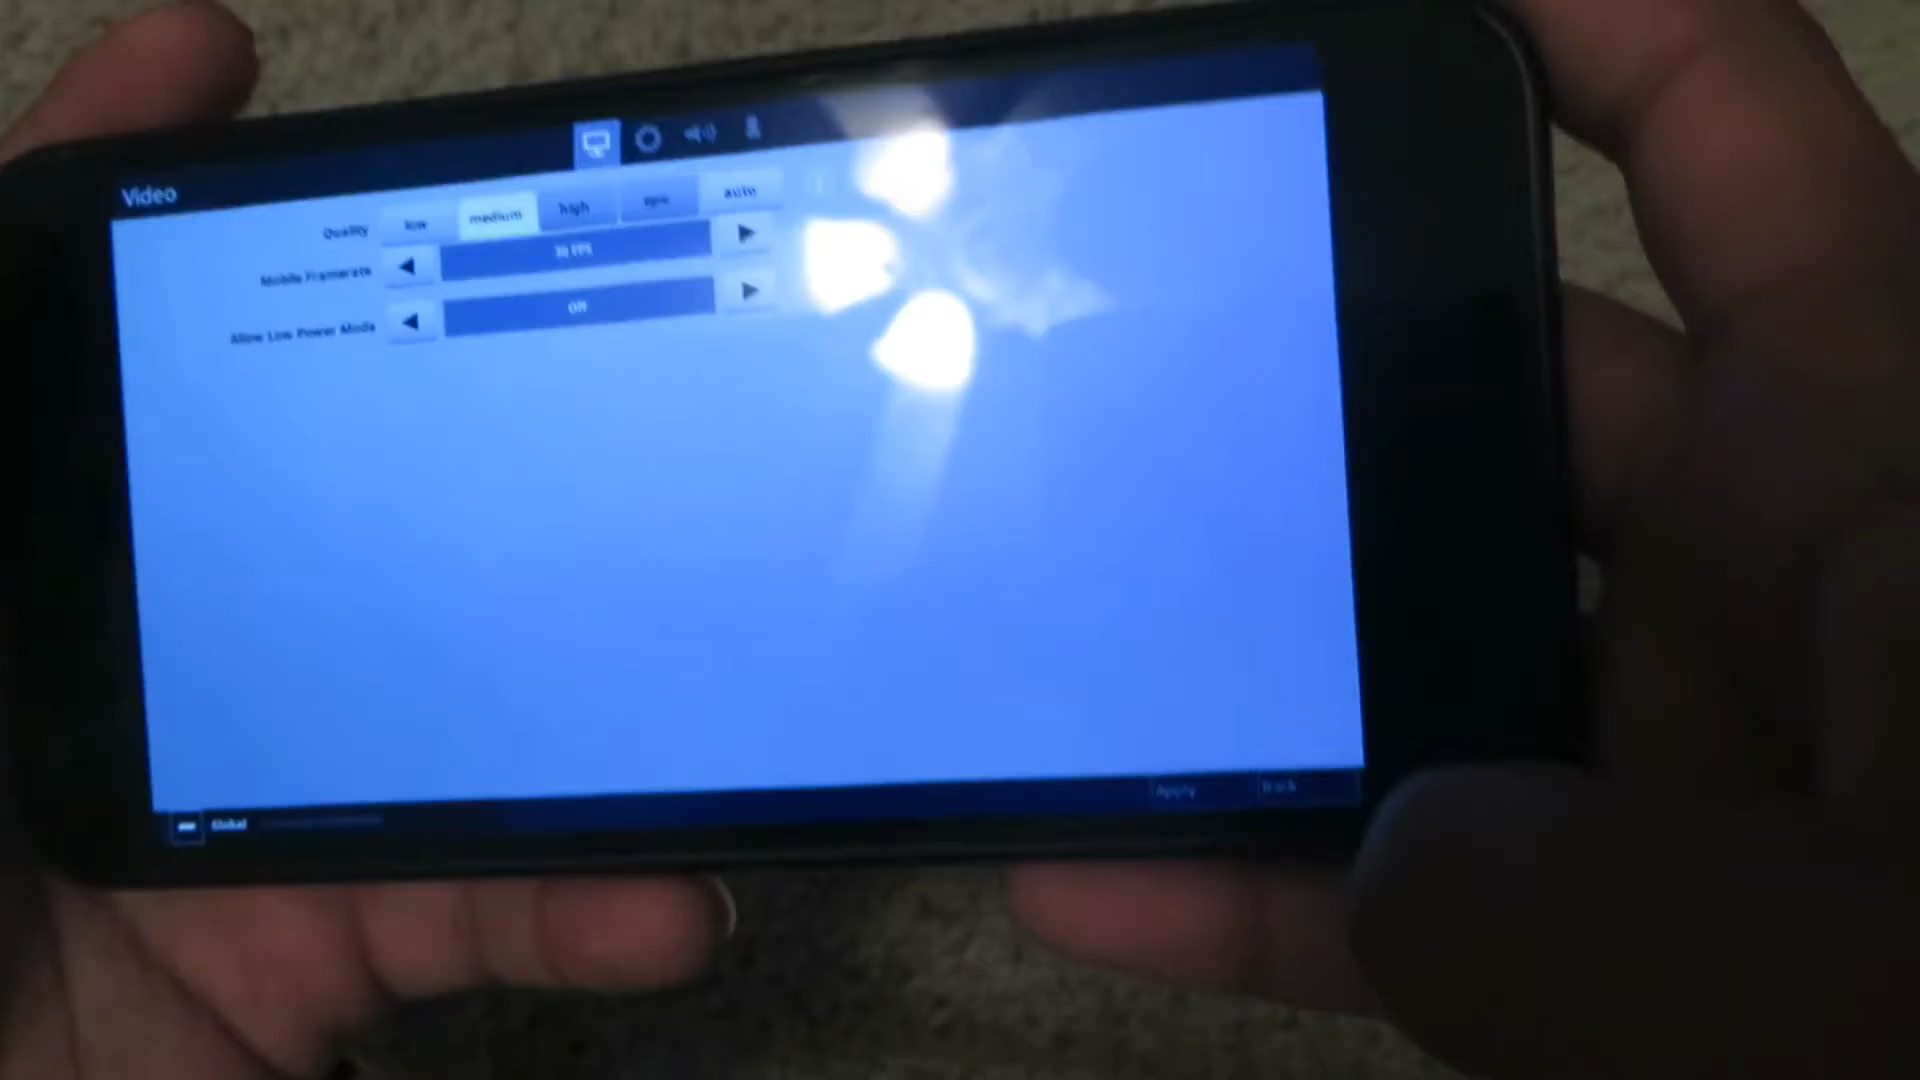 Video
Quality low medium high epic auto
Mobile Framerate 30 FPS
Allow Low Power Mode Off
Apply Back
Global